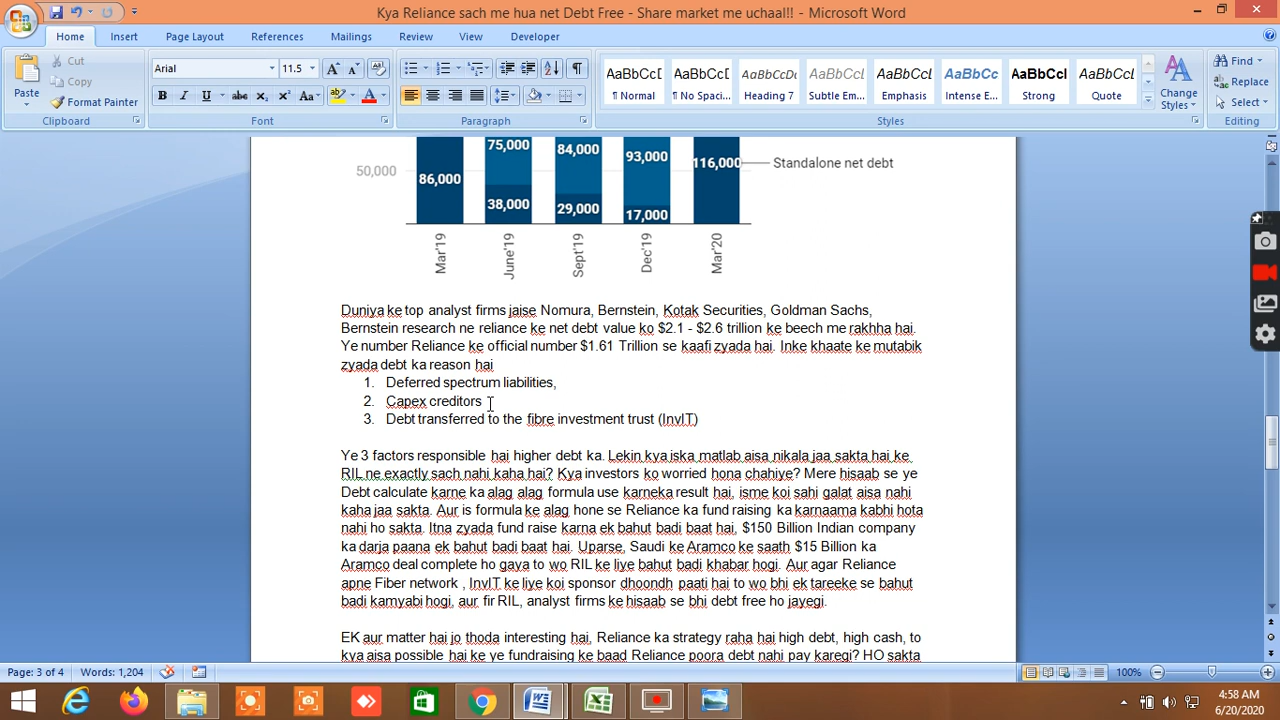 Kya Reliance sach me hua net Debt Free - Share market me uchaal!! - Microsoft Word
Home Insert Page Layout References Mailings Review View Developer
Paste
Cut
Copy
Format Painter
Clipboard
Arial 11.5
Font
Paragraph
AaBbCcD AaBbCcD AaBbCcDc AaBbCcL AaBbCcL AaBbCc AaBbCcl AaBbCcL
¶ Normal ¶ No Spaci... Heading 7 Subtle Em... Emphasis Intense E... Strong Quote
Change Styles
Styles
Find
Replace
Select
Editing
50,000
86,000
75,000
38,000
84,000
29,000
93,000
17,000
116,000
Standalone net debt
Mar'19
June'19
Sept'19
Dec'19
Mar'20
Duniya ke top analyst firms jaise Nomura, Bernstein, Kotak Securities, Goldman Sachs,
Bernstein research ne reliance ke net debt value ko $2.1 - $2.6 trillion ke beech me rakhha hai.
Ye number Reliance ke official number $1.61 Trillion se kaafi zyada hai. Inke khaate ke mutabik
zyada debt ka reason hai
1. Deferred spectrum liabilities,
2. Capex creditors
3. Debt transferred to the fibre investment trust (InvIT)
Ye 3 factors responsible hai higher debt ka. Lekin kya iska matlab aisa nikala jaa sakta hai ke
RIL ne exactly sach nahi kaha hai? Kya investors ko worried hona chahiye? Mere hisaab se ye
Debt calculate karne ka alag alag formula use karneka result hai, isme koi sahi galat aisa nahi
kaha jaa sakta. Aur is formula ke alag hone se Reliance ka fund raising ka karnaama kabhi hota
nahi ho sakta. Itna zyada fund raise karna ek bahut badi baat hai, $150 Billion Indian company
ka darja paana ek bahut badi baat hai. Uparse, Saudi ke Aramco ke saath $15 Billion ka
Aramco deal complete ho gaya to wo RIL ke liye bahut badi khabar hogi. Aur agar Reliance
apne Fiber network , InvIT ke liye koi sponsor dhoondh paati hai to wo bhi ek tareeke se bahut
badi kamyabi hogi, aur fir RIL, analyst firms ke hisaab se bhi debt free ho jayegi.
EK aur matter hai jo thoda interesting hai, Reliance ka strategy raha hai high debt, high cash, to
kya aisa possible hai ke ye fundraising ke baad Reliance poora debt nahi pay karegi? HO sakta
Page: 3 of 4 Words: 1,204 100%
4:58 AM
6/20/2020